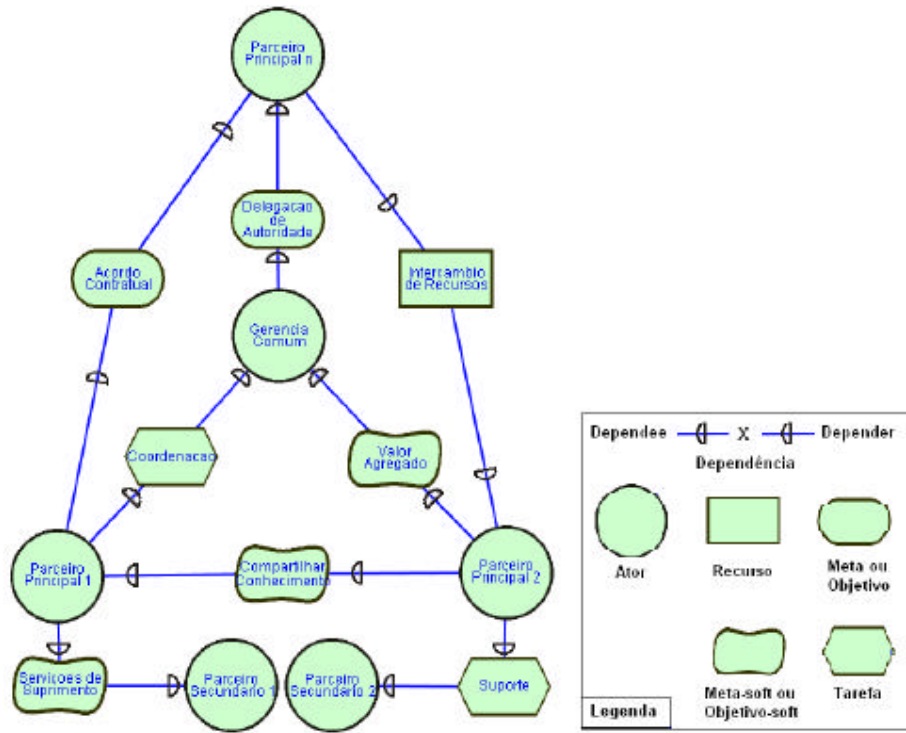 Parceiro
Principal n
Delegacao
de
Autoridade
Acordo
Contratual
Intercambio
de Recursos
Gerencia
Comum
Coordenacao
Valor
Agregado
Parceiro
Principal 1
Compartilhar
Conhecimento
Parceiro
Principal 2
Servicoes de
Suprimento
Parceiro
Secundario 1
Parceiro
Secundario 2
Suporte
Dependee X Depender
Dependência
Ator
Recurso
Meta ou
Objetivo
Meta-soft ou
Objetivo-soft
Tarefa
Legenda